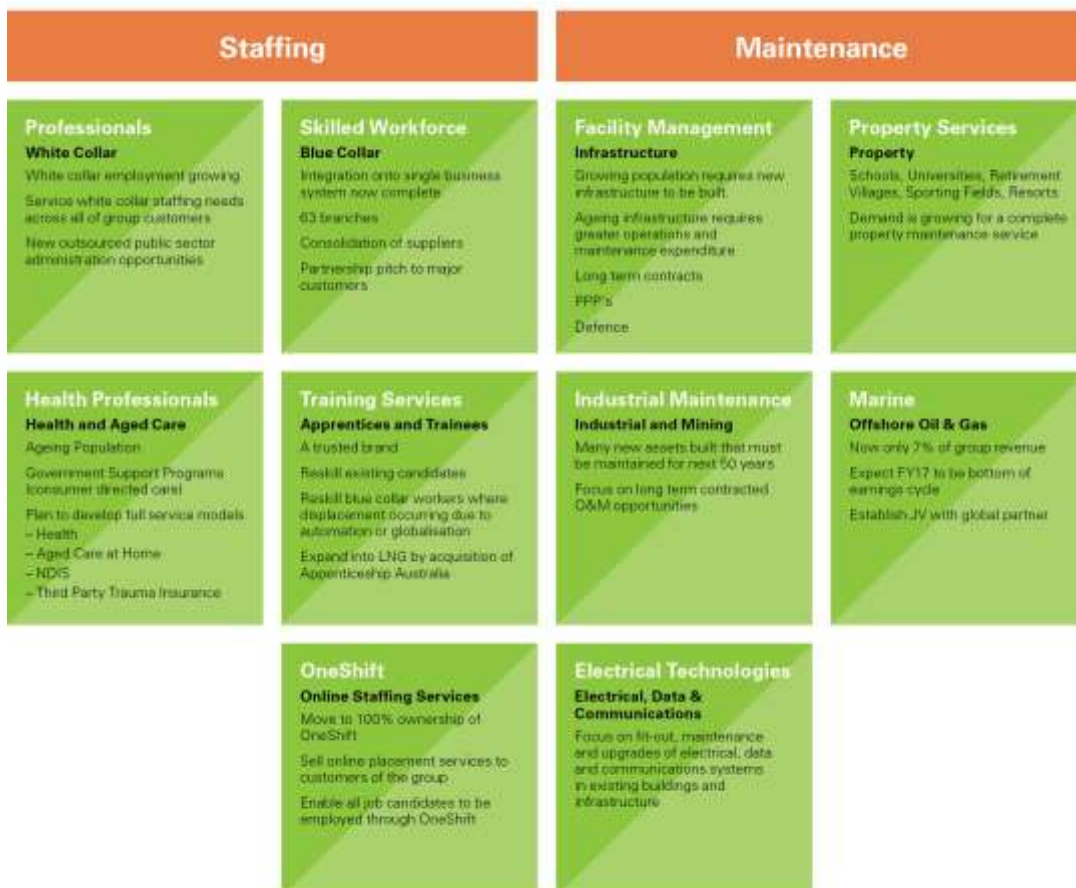 Staffing
Maintenance
Professionals
White Collar
White collar employment growing
Service white collar staffing needs
across all of group customers
New outsourced public sector
administration opportunities
Skilled Workforce
Blue Collar
Integration onto single business
system now complete
63 branches
Consolidation of suppliers
Partnership pitch to major
customers
Facility Management
Infrastructure
Growing population requires new
infrastructure to be built
Ageing infrastructure requires
greater operations and
maintenance expenditure
Long term contracts
PPP's
Defence
Property Services
Property
Schools, Universities, Retirement
Villages, Sporting Fields, Resorts
Demand is growing for a complete
property maintenance service
Health Professionals
Health and Aged Care
Ageing Population
Government Support Programs
(consumer directed care)
Plan to develop full service models
– Health
– Aged Care at Home
– NDIS
– Third Party Trauma Insurance
Training Services
Apprentices and Trainees
A trusted brand
Reskill existing candidates
Reskill blue collar workers where
displacement occurring due to
automation or globalisation
Expand into LNG by acquisition of
Apprenticeship Australia
Industrial Maintenance
Industrial and Mining
Many new assets built that must
be maintained for next 50 years
Focus on long term contracted
O&M opportunities
Marine
Offshore Oil & Gas
Now only 7% of group revenue
Expect FY17 to be bottom of
earnings cycle
Establish JV with global partner
OneShift
Online Staffing Services
Move to 100% ownership of
OneShift
Sell online placement services to
customers of the group
Enable all job candidates to be
employed through OneShift
Electrical Technologies
Electrical, Data &
Communications
Focus on fit-out, maintenance
and upgrades of electrical, data
and communications systems
in existing buildings and
infrastructure